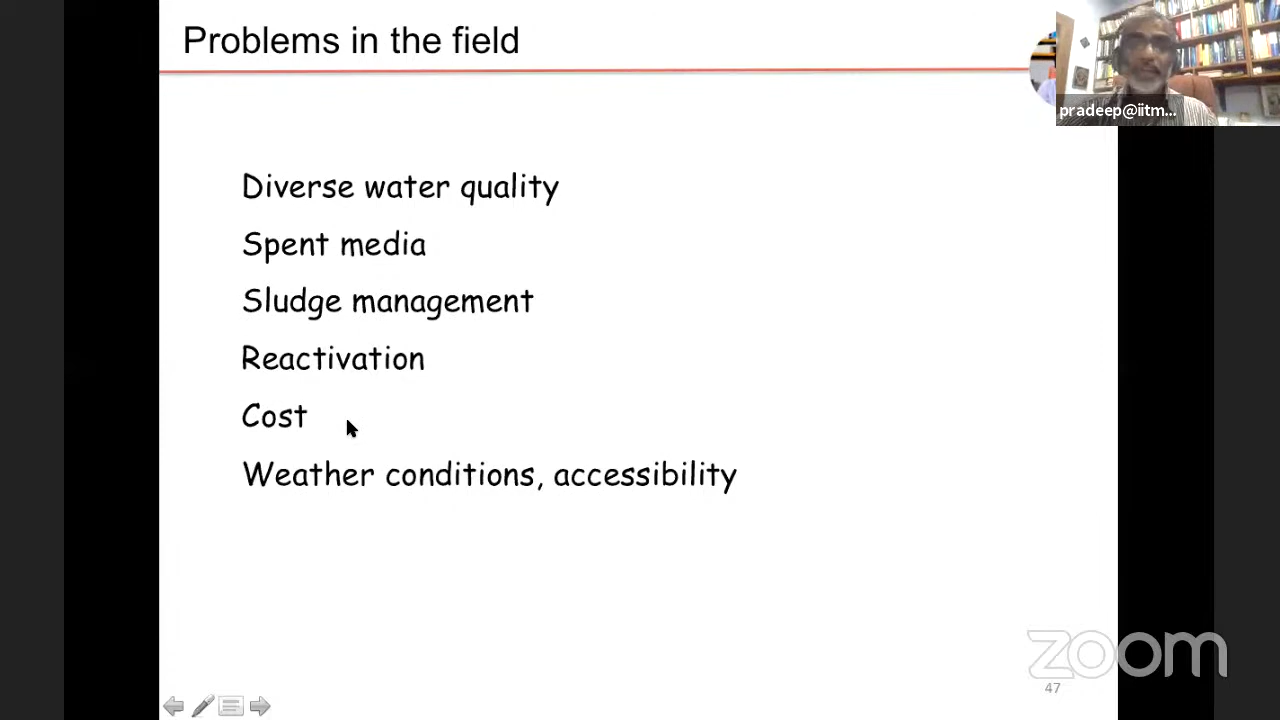 Problems in the field
pradeep@iitm...
Diverse water quality
Spent media
Sludge management
Reactivation
Cost
Weather conditions, accessibility
zoom
47